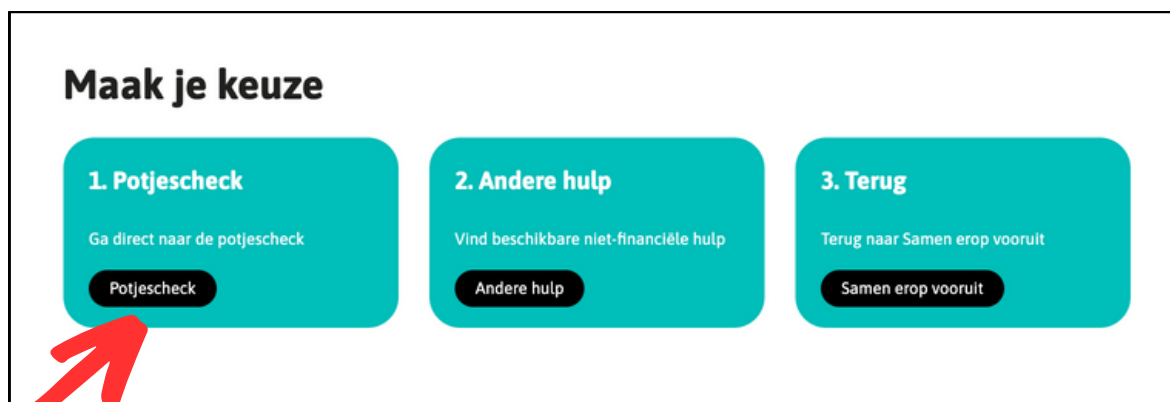 Maak je keuze
1. Potjescheck
Ga direct naar de potjescheck
Potjescheck
2. Andere hulp
Vind beschikbare niet-financiële hulp
Andere hulp
3. Terug
Terug naar Samen erop vooruit
Samen erop vooruit